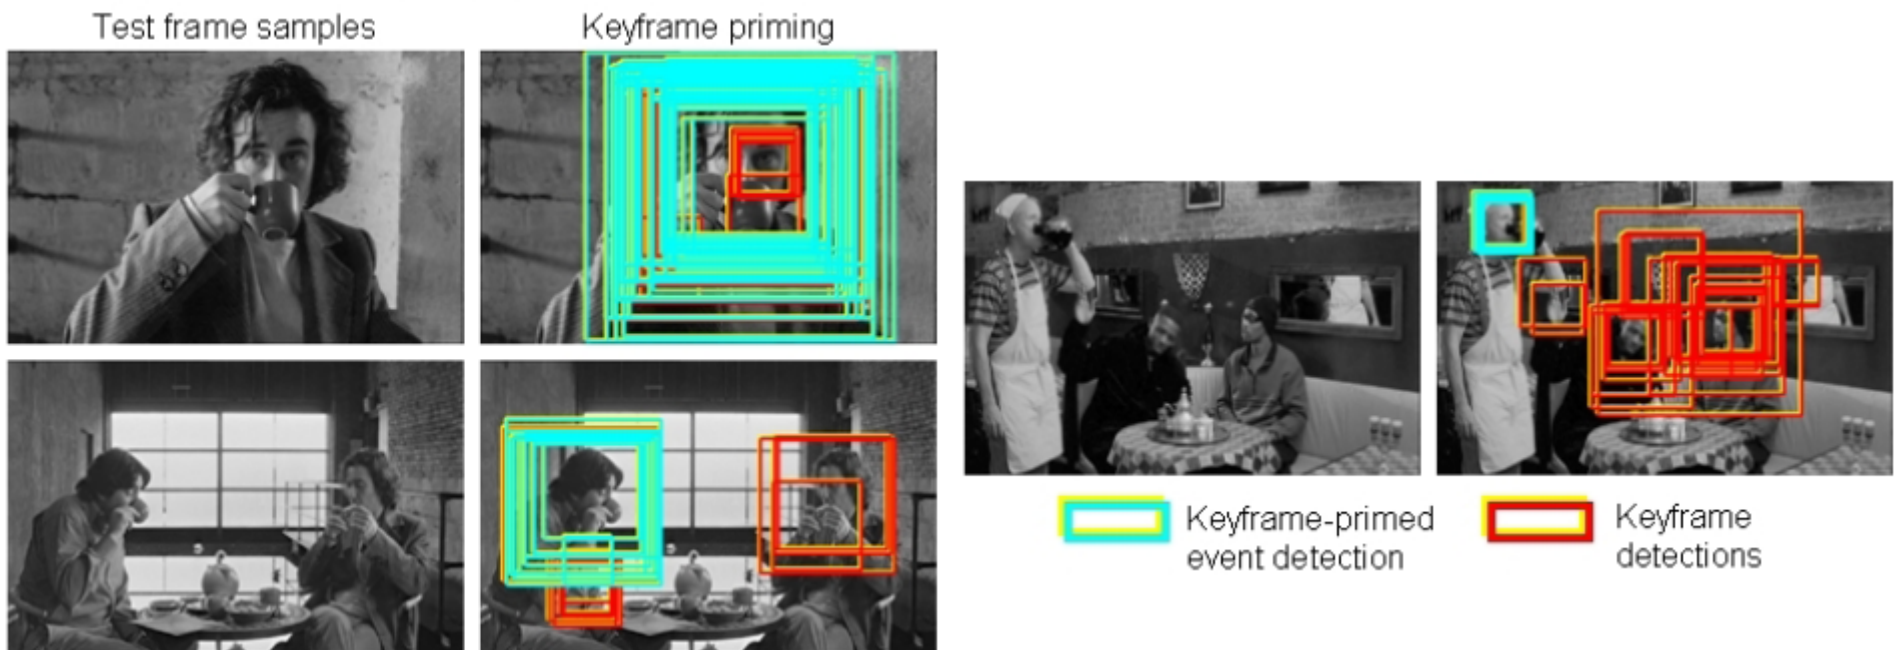 Test frame samples
Keyframe priming
Keyframe-primed
event detection
Keyframe
detections